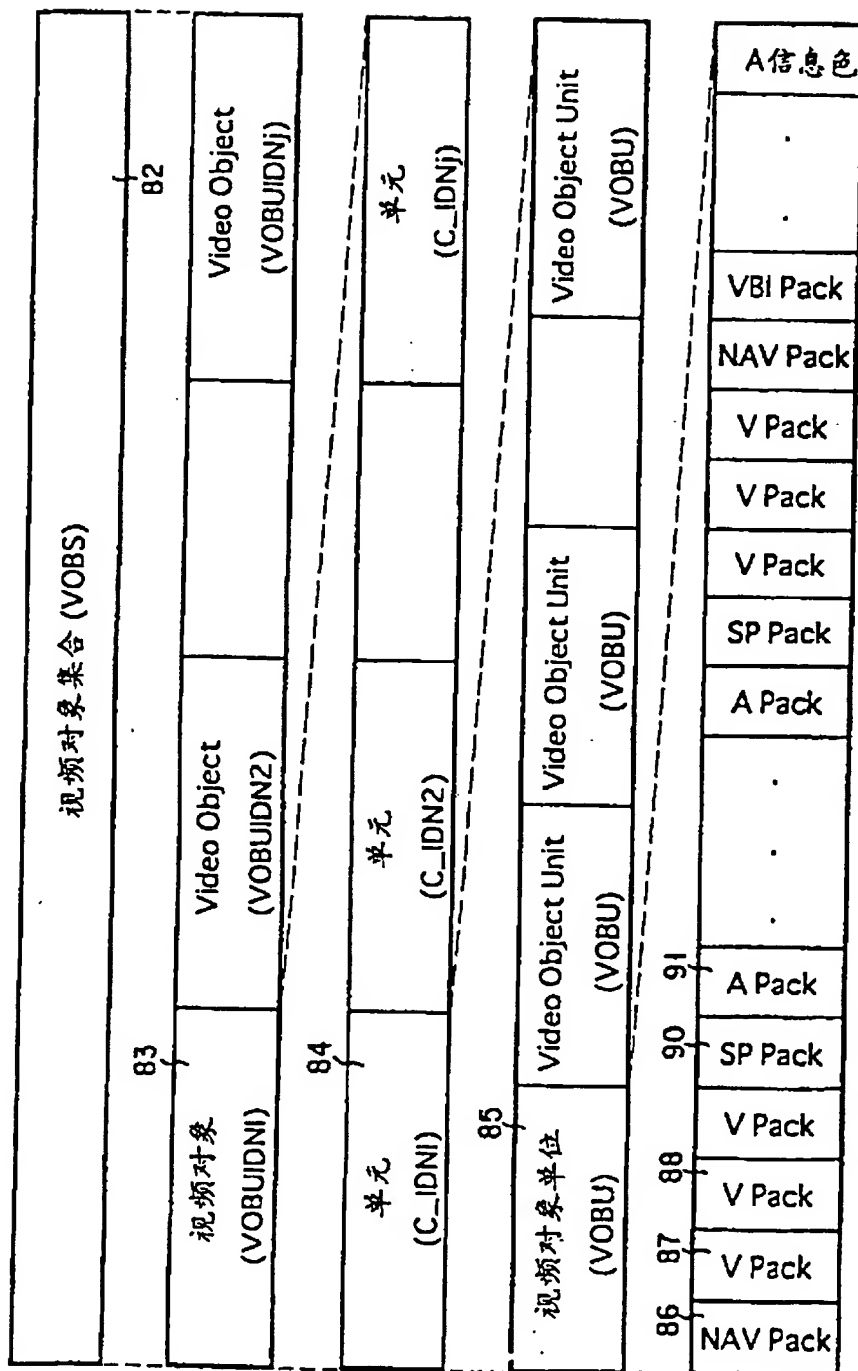 视频对象集合 (VOBS)
82
83
视频对象
(VOBUIDN1)
Video Object
(VOBUIDN2)
Video Object
(VOBUIDNj)
84
单元
(C_IDN1)
单元
(C_IDN2)
单元
(C_IDNj)
85
视频对象单位
(VOBU)
Video Object Unit
(VOBU)
Video Object Unit
(VOBU)
Video Object Unit
(VOBU)
86
NAV Pack
87
V Pack
88
V Pack
V Pack
90
SP Pack
91
A Pack
A Pack
SP Pack
V Pack
V Pack
V Pack
NAV Pack
VBI Pack
A信息色